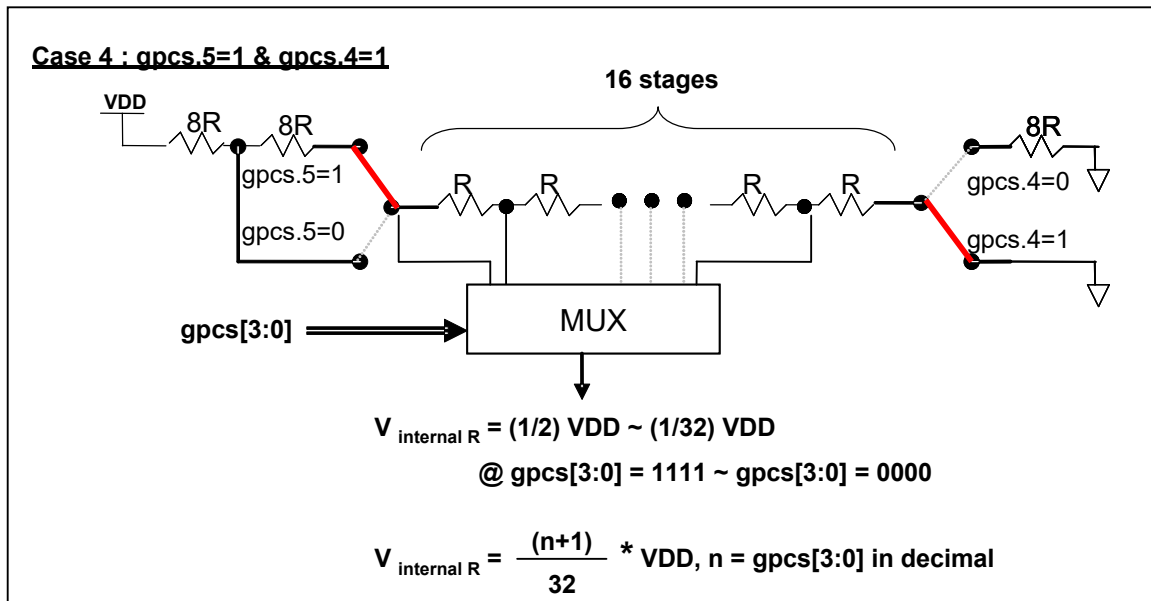 Case 4 : gpcs.5=1 & gpcs.4=1
16 stages
VDD
8R
8R
8R
gpcs.5=1
R
R
R
R
gpcs.4=0
gpcs.5=0
gpcs.4=1
MUX
gpcs[3:0]
V internal R = (1/2) VDD ~ (1/32) VDD
@ gpcs[3:0] = 1111 ~ gpcs[3:0] = 0000
V internal R = (n+1) / 32 * VDD, n = gpcs[3:0] in decimal